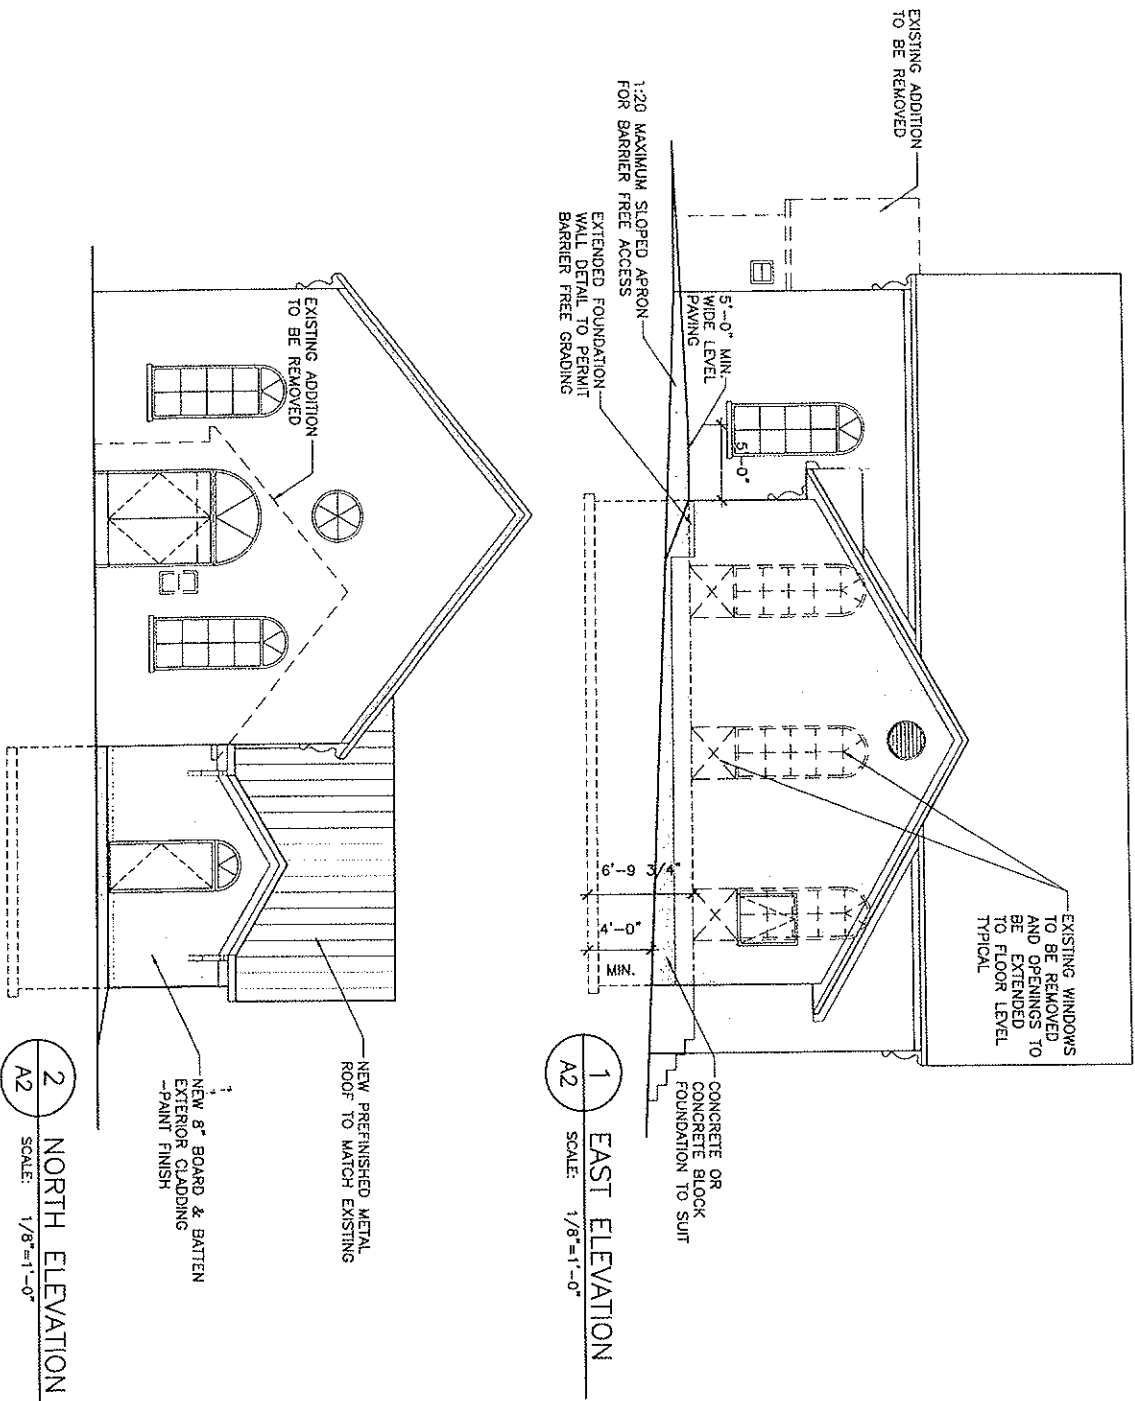 EXISTING ADDITION
TO BE REMOVED
1:20 MAXIMUM SLOPED APRON
FOR BARRIER FREE ACCESS
EXTENDED FOUNDATION
WALL DETAIL TO PERMIT
BARRIER FREE GRADING
5'-0" MIN.
WIDE LEVEL
PAVING
5'-0"
6'-9 3/4"
4'-0"
MIN.
EXISTING WINDOWS
TO BE REMOVED
AND OPENINGS TO
BE EXTENDED
TO FLOOR LEVEL
TYPICAL
CONCRETE OR
CONCRETE BLOCK
FOUNDATION TO SUIT
1
A2
EAST ELEVATION
SCALE: 1/8"=1'-0"
EXISTING ADDITION
TO BE REMOVED
NEW PREFINISHED METAL
ROOF TO MATCH EXISTING
NEW 8" BOARD & BATTEN
EXTERIOR CLADDING
-PAINT FINISH
2
A2
NORTH ELEVATION
SCALE: 1/8"=1'-0"